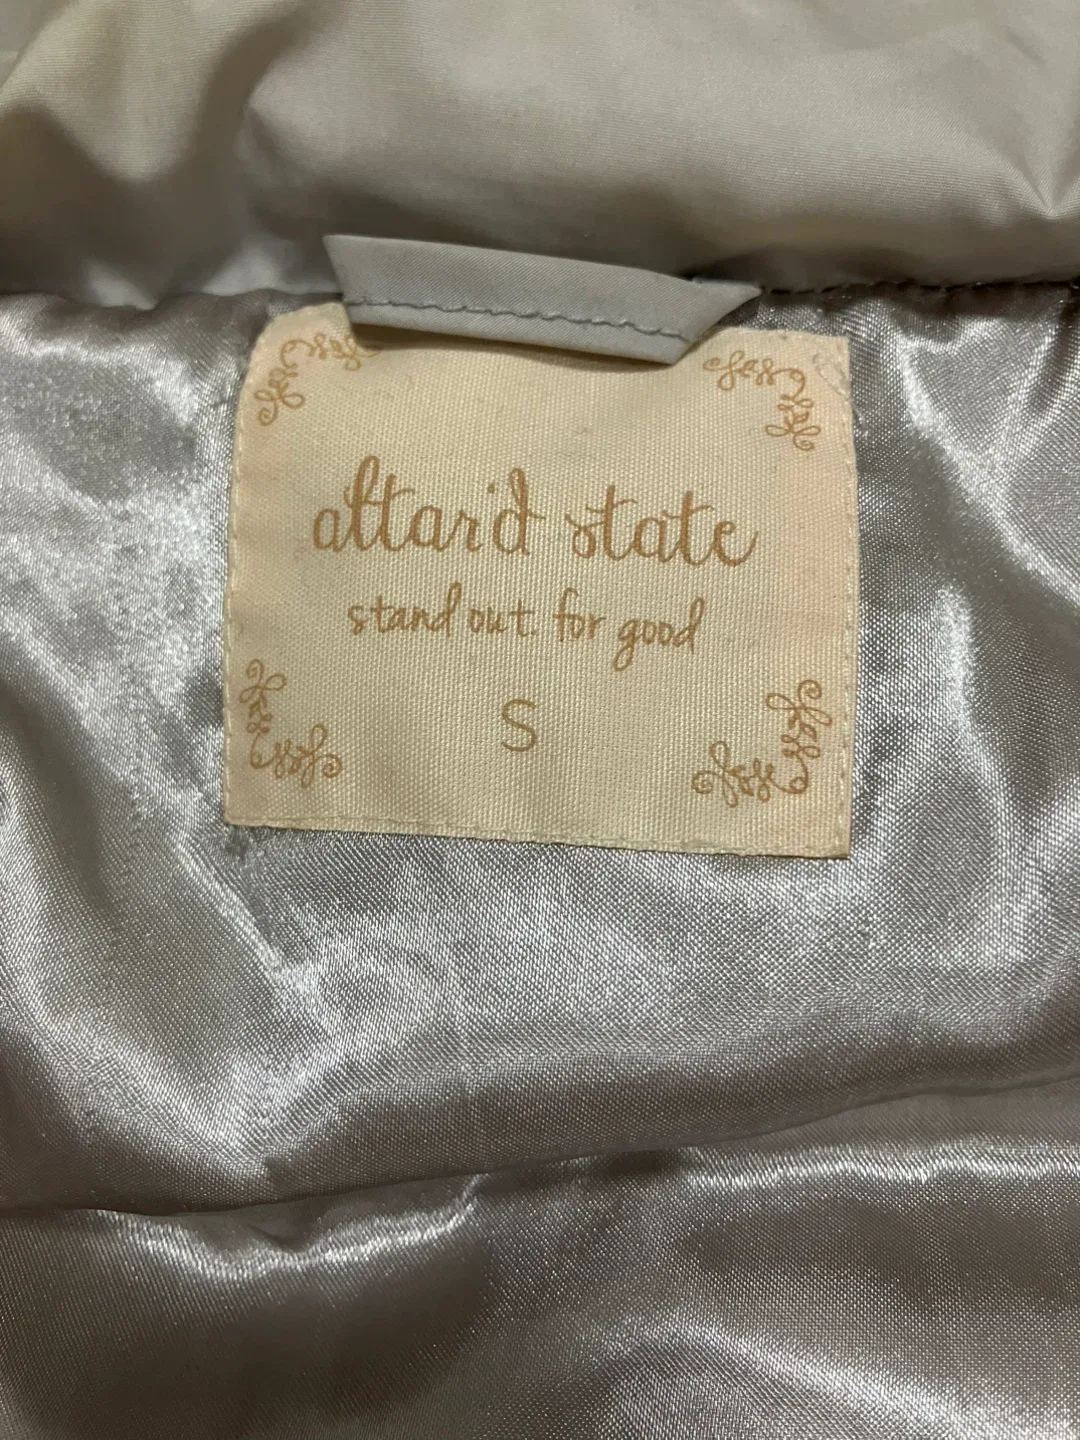 altar'd state
stand out. for good
S